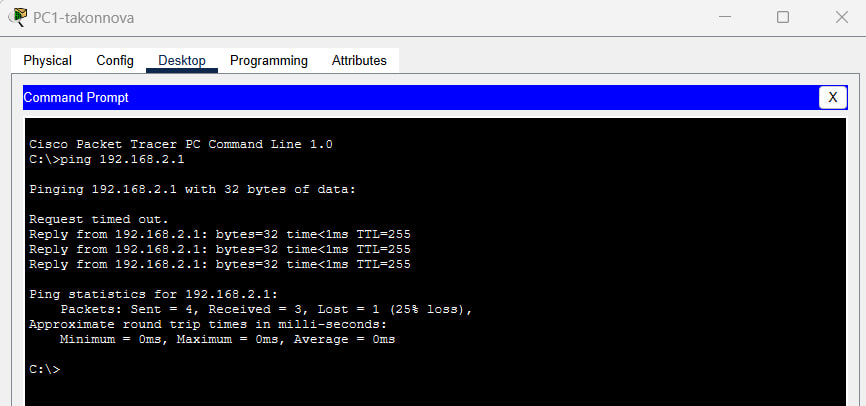 PC1-takonnova
Physical Config Desktop Programming Attributes
Command Prompt X
Cisco Packet Tracer PC Command Line 1.0
C:\>ping 192.168.2.1
Pinging 192.168.2.1 with 32 bytes of data:
Request timed out.
Reply from 192.168.2.1: bytes=32 time<1ms TTL=255
Reply from 192.168.2.1: bytes=32 time<1ms TTL=255
Reply from 192.168.2.1: bytes=32 time<1ms TTL=255
Ping statistics for 192.168.2.1:
    Packets: Sent = 4, Received = 3, Lost = 1 (25% loss),
Approximate round trip times in milli-seconds:
    Minimum = 0ms, Maximum = 0ms, Average = 0ms
C:\>